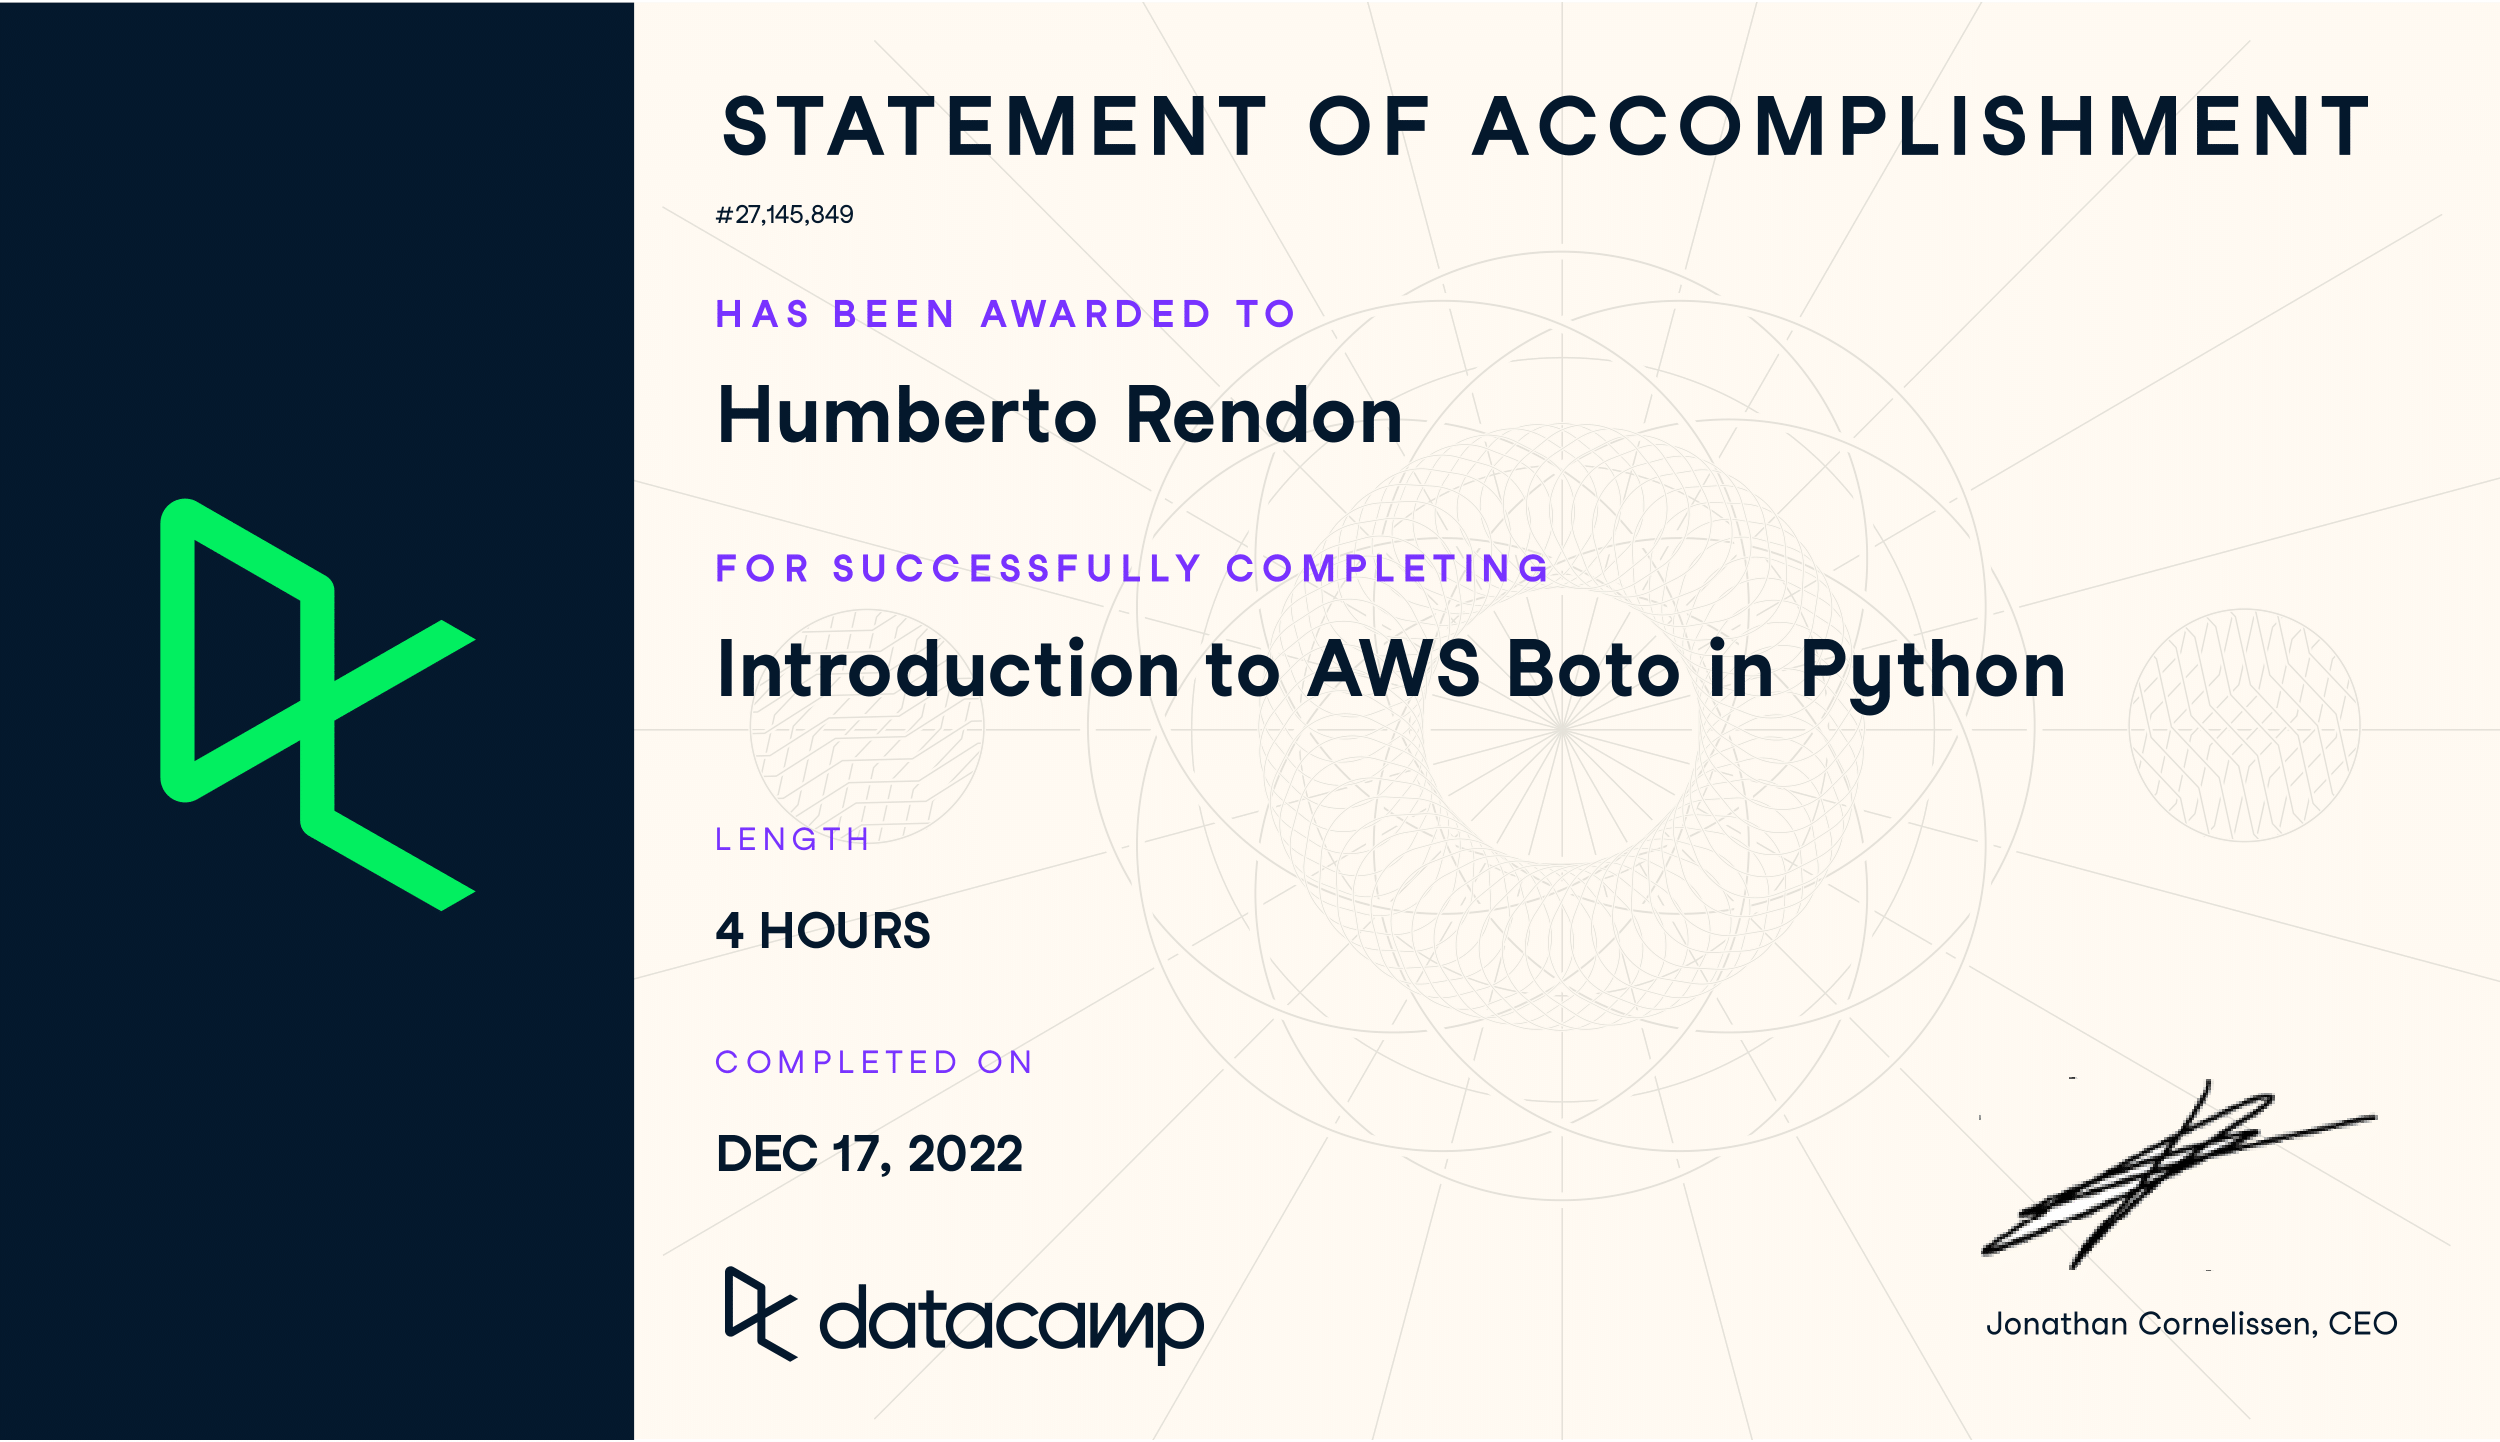 STATEMENT OF ACCOMPLISHMENT
#27,145,849
HAS BEEN AWARDED TO
Humberto Rendon
FOR SUCCESSFULLY COMPLETING
Introduction to AWS Boto in Python
LENGTH
4 HOURS
COMPLETED ON
DEC 17, 2022
datacamp
Jonathan Cornelissen, CEO